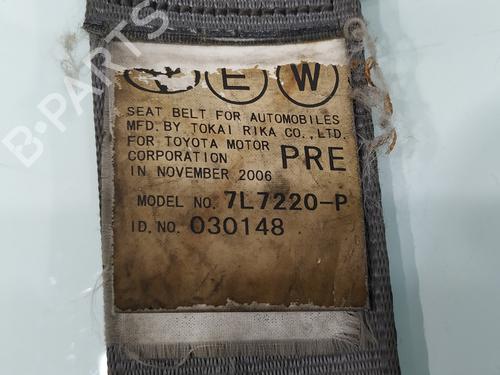 E W
SEAT BELT FOR AUTOMOBILES
MFD. BY TOKAI RIKA CO., LTD.
FOR TOYOTA MOTOR
CORPORATION PRE
IN NOVEMBER 2006
MODEL NO. 7L7220-P
I.D. NO. 030148
B-PARTS